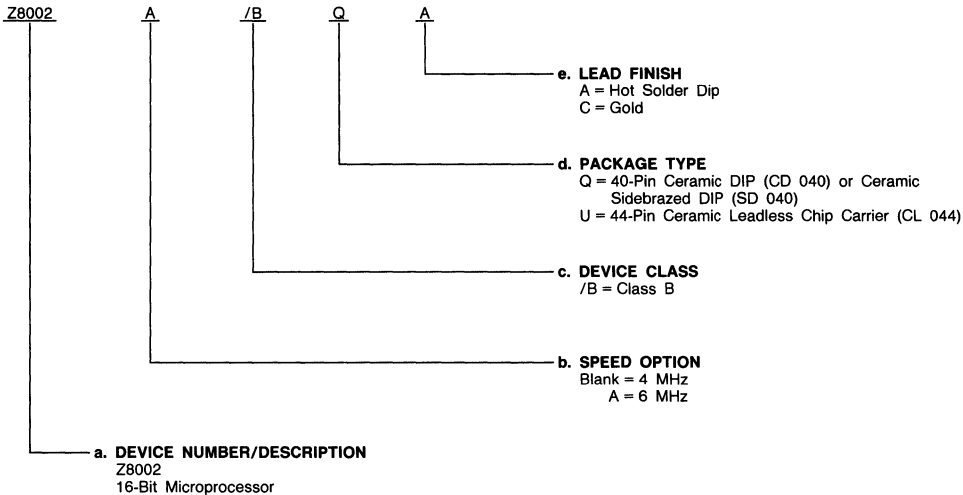 Z8002 A /B Q A
e. LEAD FINISH
A = Hot Solder Dip
C = Gold
d. PACKAGE TYPE
Q = 40-Pin Ceramic DIP (CD 040) or Ceramic
Sidebrazed DIP (SD 040)
U = 44-Pin Ceramic Leadless Chip Carrier (CL 044)
c. DEVICE CLASS
/B = Class B
b. SPEED OPTION
Blank = 4 MHz
A = 6 MHz
a. DEVICE NUMBER/DESCRIPTION
Z8002
16-Bit Microprocessor